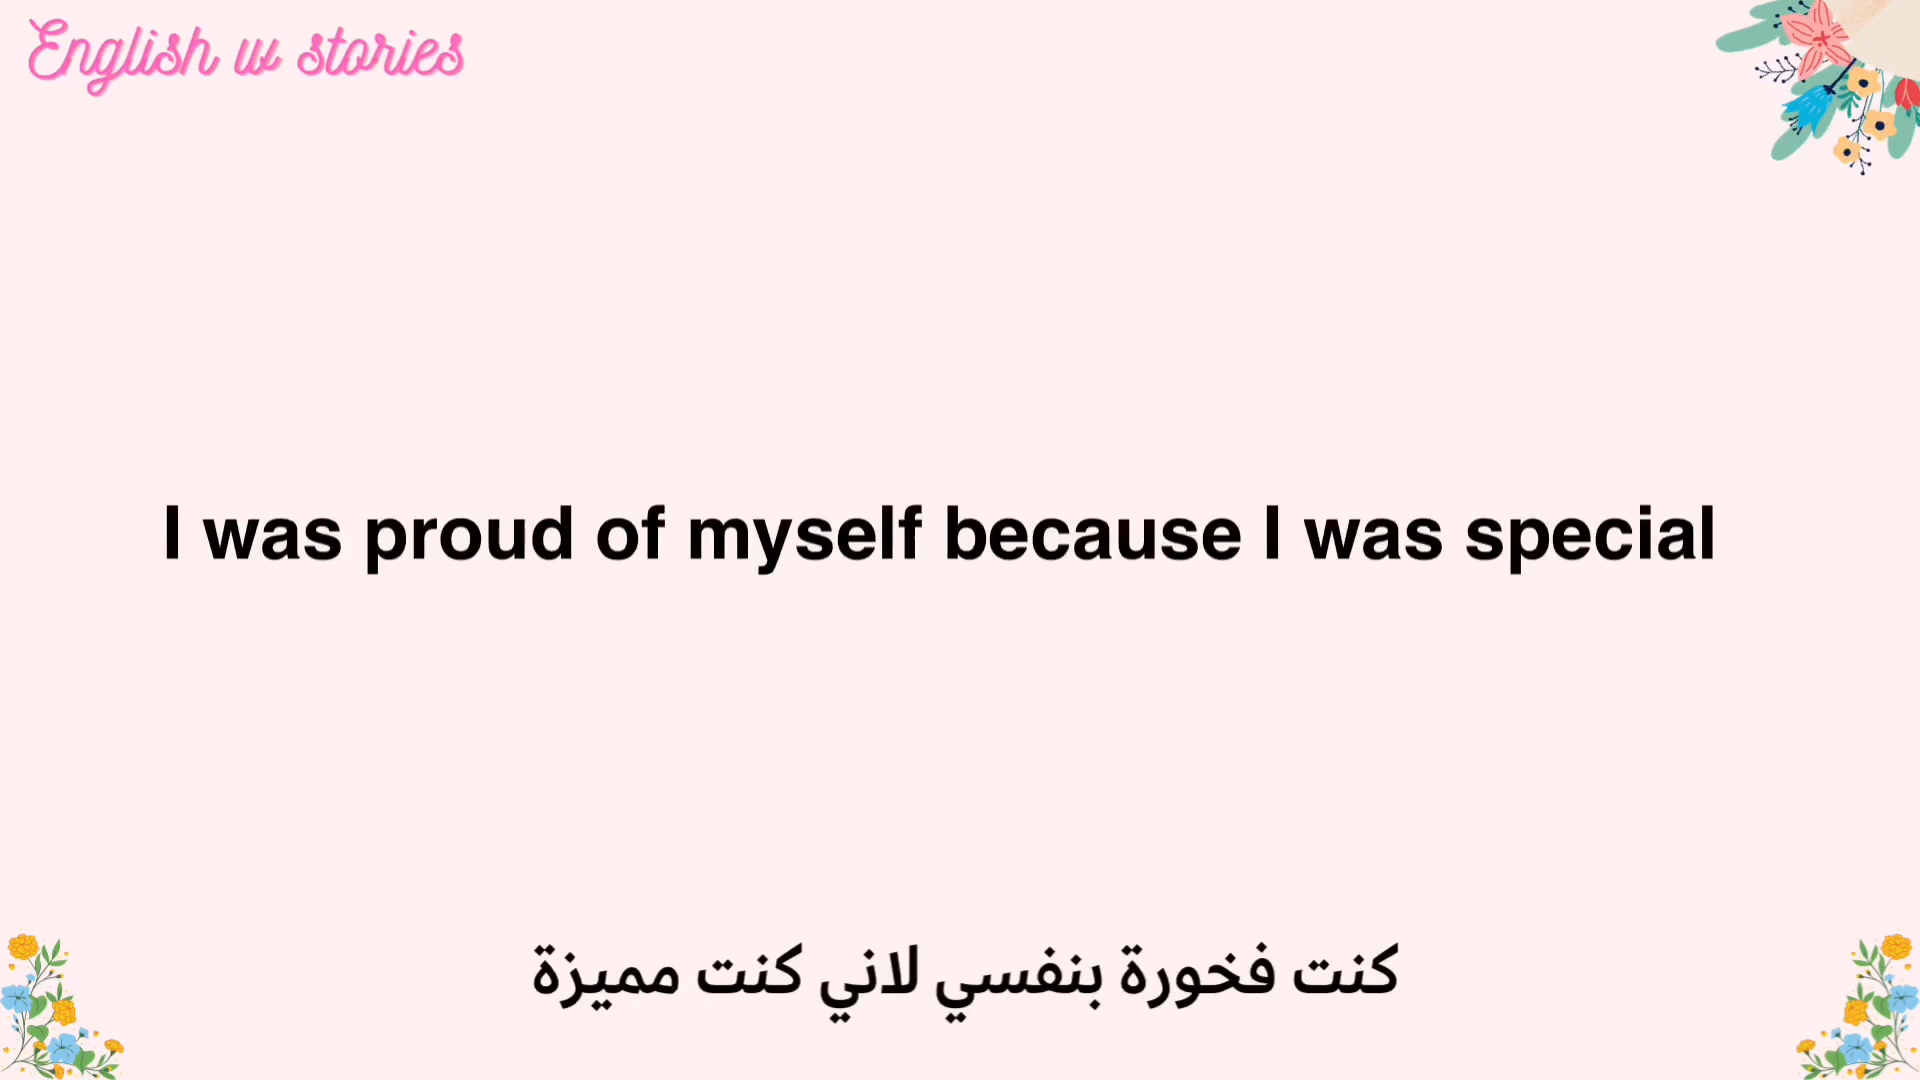 English w stories
I was proud of myself because I was special
كنت فخورة بنفسي لاني كنت مميزة